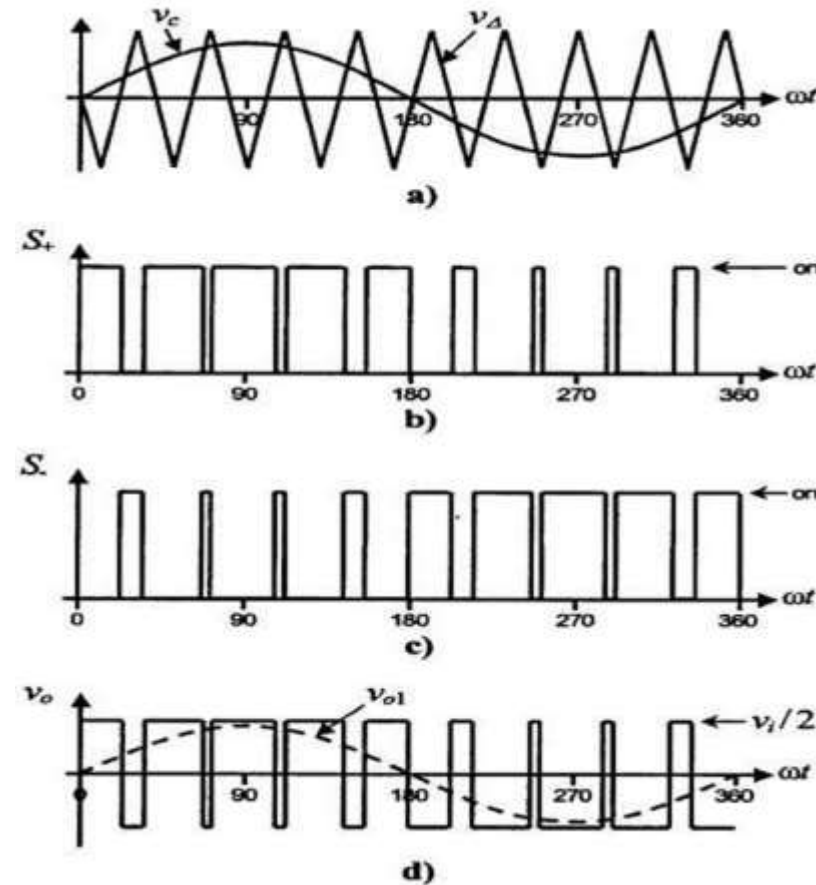 v_c v_Δ
ωt
90 180 270 360
a)
S₊
on
0 90 180 270 360
ωt
b)
S₋
on
0 90 180 270 360
ωt
c)
v_o v_o1 v_i/2
ωt
90 180 270 360
d)